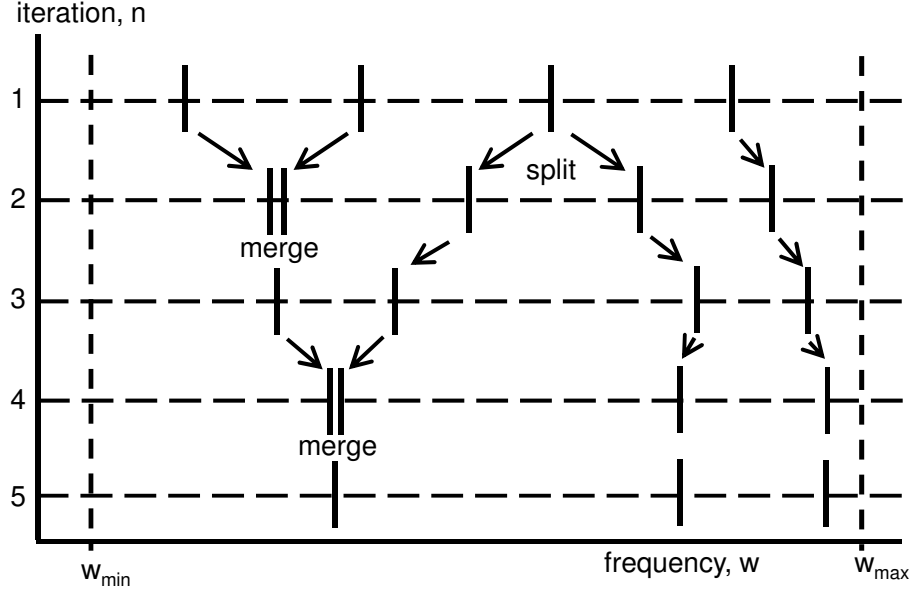 iteration, n
1
split
2
merge
3
4
merge
5
frequency, w
w_min
w_max